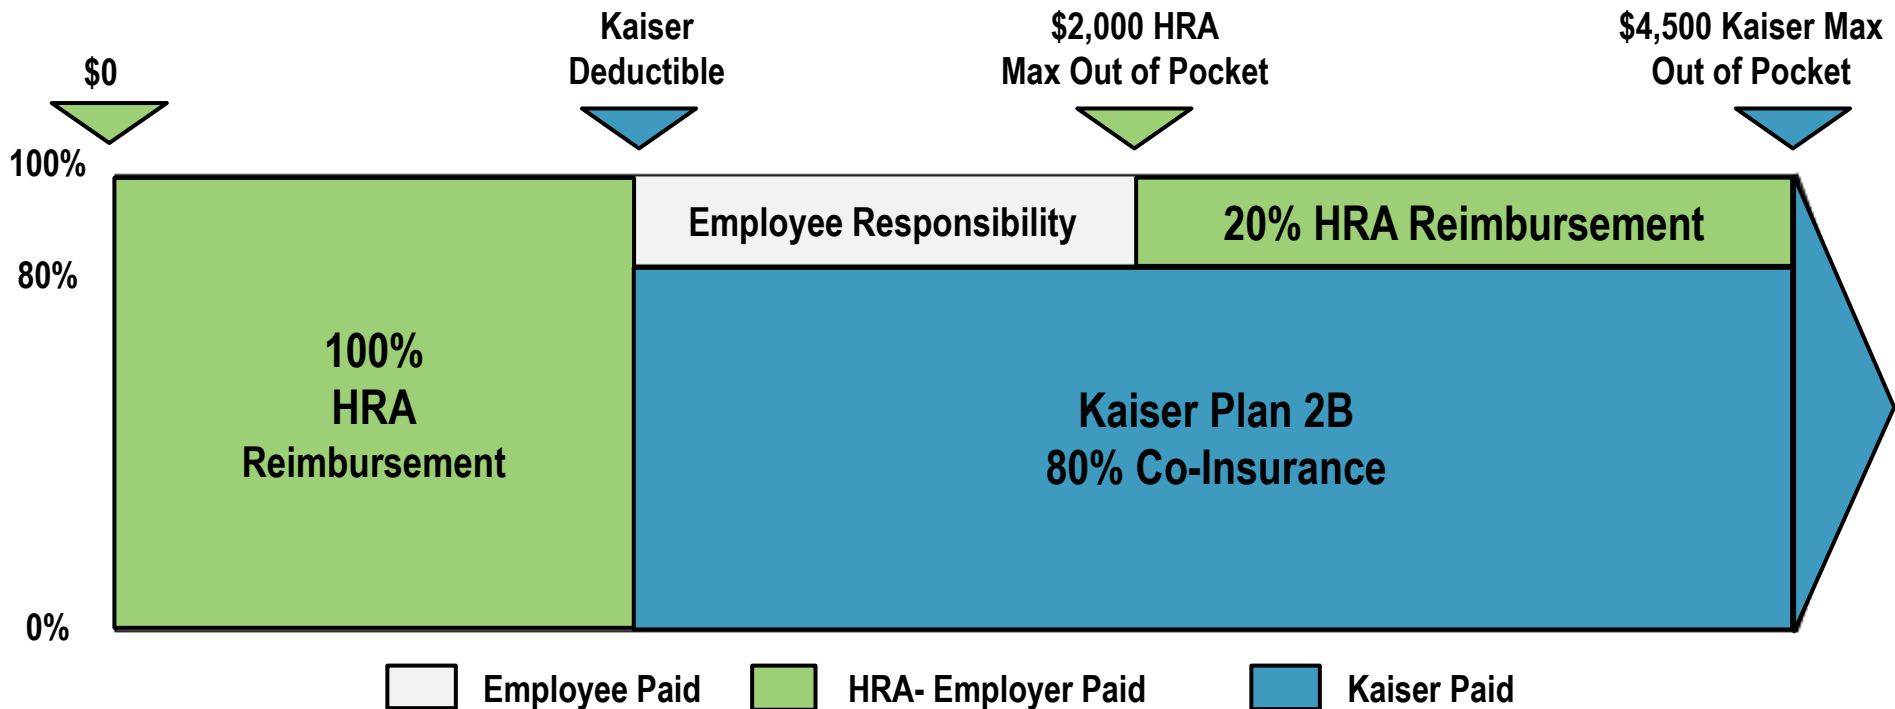 $0
Kaiser
Deductible
$2,000 HRA
Max Out of Pocket
$4,500 Kaiser Max
Out of Pocket
100%
80%
0%
100%
HRA
Reimbursement
Employee Responsibility
20% HRA Reimbursement
Kaiser Plan 2B
80% Co-Insurance
Employee Paid
HRA- Employer Paid
Kaiser Paid